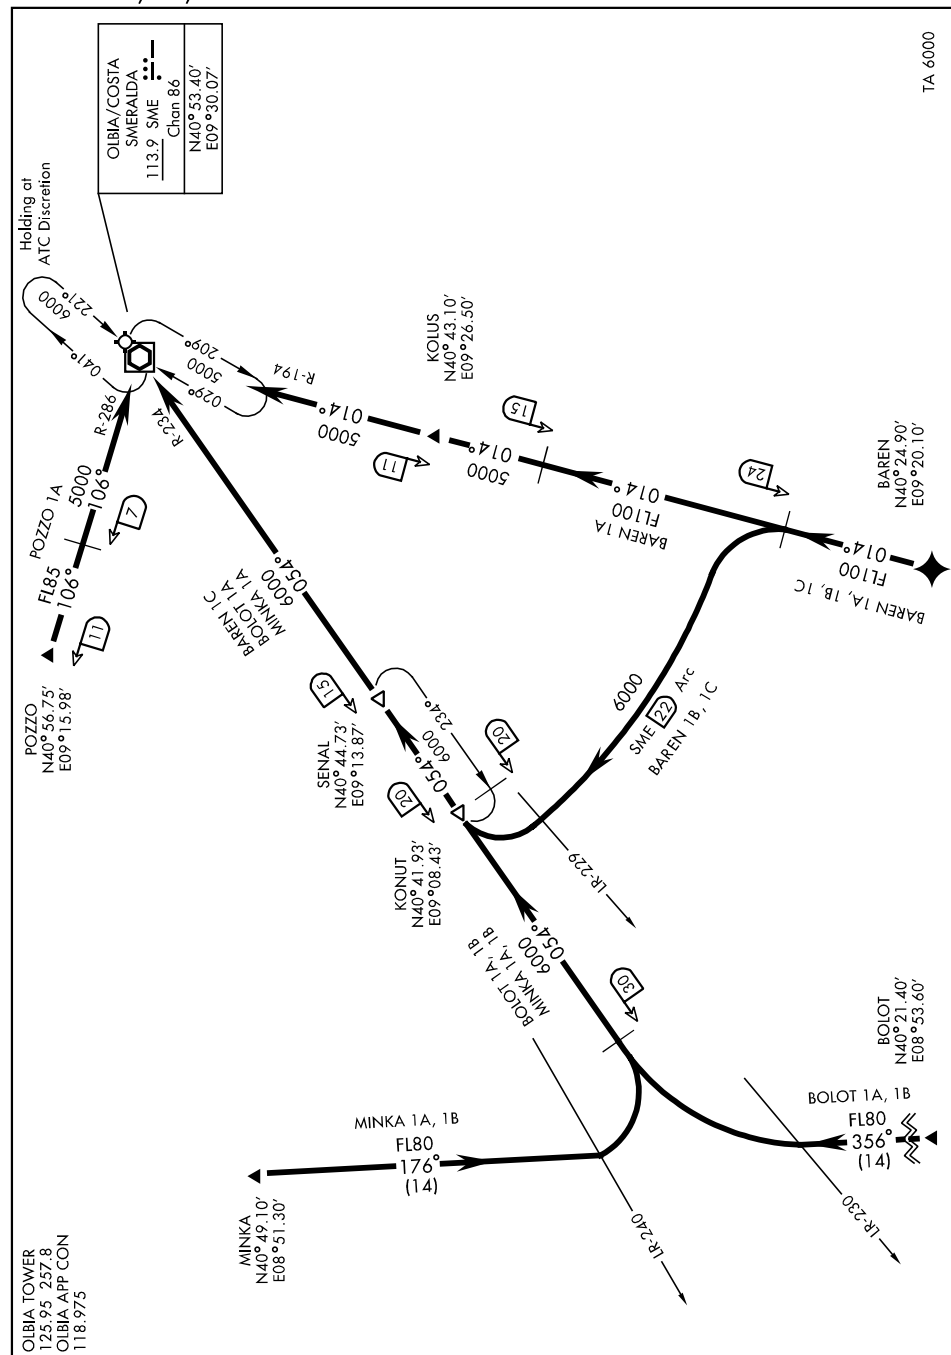 OLBIA TOWER
125.95 257.8
OLBIA APP CON
118.975
TA 6000
OLBIA/COSTA
SMERALDA
113.9 SME
Chan 86
N40°53.40'
E09°30.07'
Holding at
ATC Discretion
221°
6000
041°
209°
5000
029°
R-286
R-234
R-194
POZZO
N40°56.75'
E09°15.98'
11
FL85
106°
POZZO 1A
7
5000
106°
KOLUS
N40°43.10'
E09°26.50'
014°
5000
11
014°
5000
15
014°
FL100
BAREN 1A
24
BAREN
N40°24.90'
E09°20.10'
014°
FL100
BAREN 1A, 1B, 1C
054°
6000
BAREN 1C
BOLOT 1A
MINKA 1A
SENAL
N40°44.73'
E09°13.87'
15
234°
6000
054°
20
20
KONUT
N40°41.93'
E09°08.43'
6000
SME 22 Arc
BAREN 1B, 1C
LR-229
054°
6000
BOLOT 1A, 1B
MINKA 1A, 1B
30
MINKA
N40°49.10'
E08°51.30'
MINKA 1A, 1B
FL80
176°
(14)
LR-240
BOLOT
N40°21.40'
E08°53.60'
BOLOT 1A, 1B
FL80
356°
(14)
LR-230